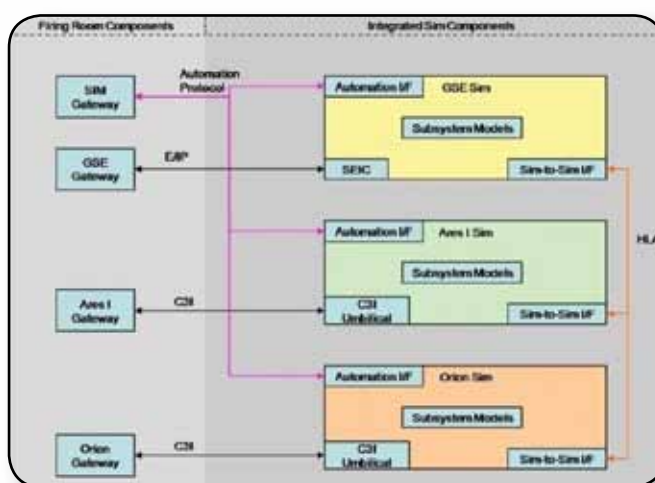 Firing Room Components
Integrated Sim Components
SIM
Gateway
Automation
Protocol
Automation I/F
GSE Sim
Subsystem Models
GSE
Gateway
E/IP
SEIC
Sim-to-Sim I/F
HLA
Automation I/F
Ares I Sim
Subsystem Models
Ares I
Gateway
C3I
C3I
Umbilical
Sim-to-Sim I/F
Automation I/F
Orion Sim
Subsystem Models
Orion
Gateway
C3I
C3I
Umbilical
Sim-to-Sim I/F